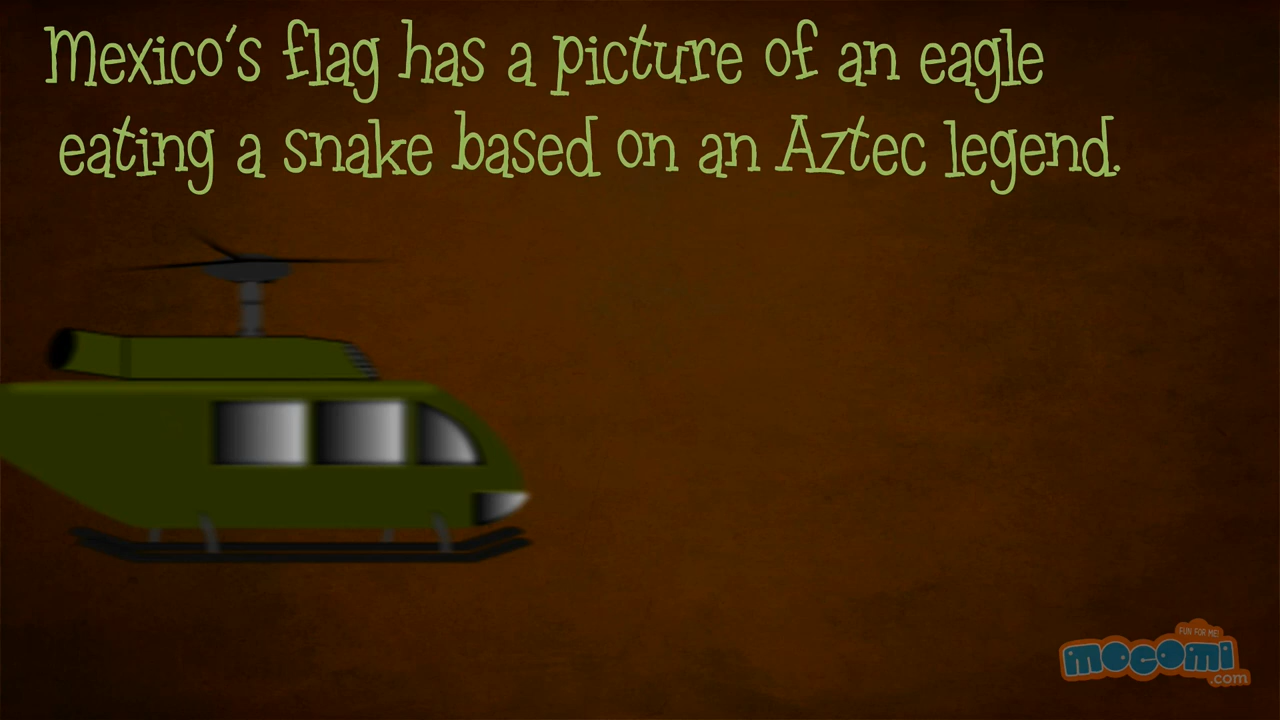 Mexico's flag has a picture of an eagle
eating a snake based on an Aztec legend.
FUN FOR ME!
mocomi
.com